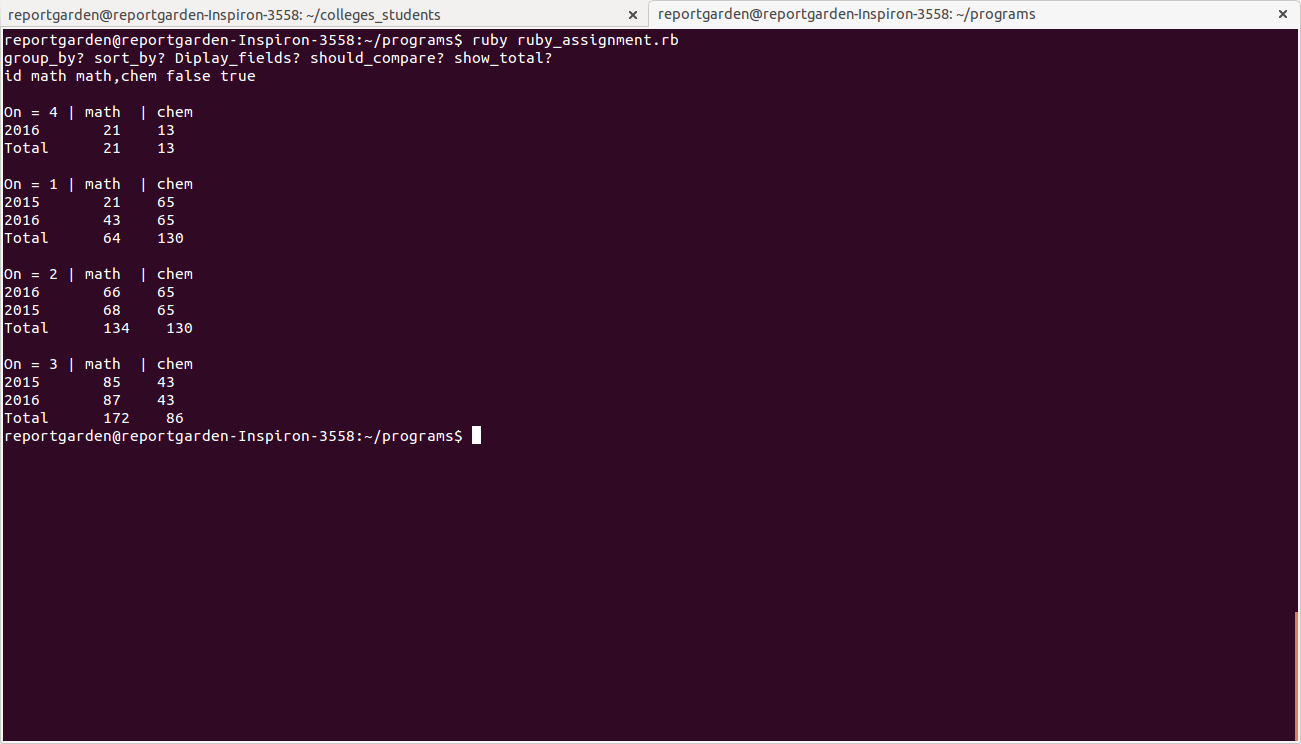 reportgarden@reportgarden-Inspiron-3558: ~/colleges_students × reportgarden@reportgarden-Inspiron-3558: ~/programs ×
reportgarden@reportgarden-Inspiron-3558:~/programs$ ruby ruby_assignment.rb
group_by? sort_by? Diplay_fields? should_compare? show_total?
id math math,chem false true

On = 4 | math  | chem
2016       21    13
Total      21    13

On = 1 | math  | chem
2015       21    65
2016       43    65
Total      64    130

On = 2 | math  | chem
2016       66    65
2015       68    65
Total      134    130

On = 3 | math  | chem
2015       85    43
2016       87    43
Total      172    86
reportgarden@reportgarden-Inspiron-3558:~/programs$